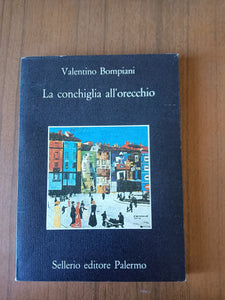 Valentino Bompiani
La conchiglia all'orecchio
Sellerio editore Palermo